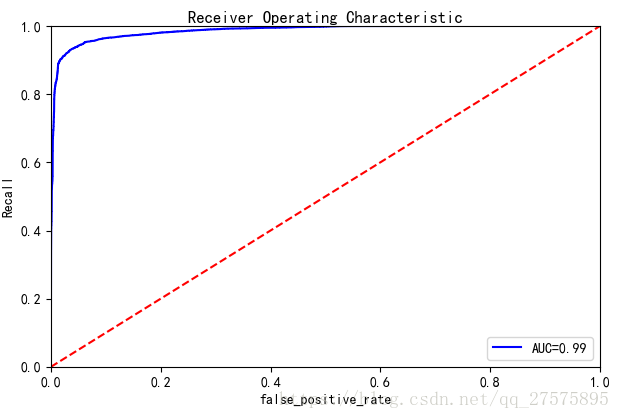 Receiver Operating Characteristic
1.0
0.8
0.6
0.4
0.2
0.0
Recall
AUC=0.99
0.0 0.2 0.4 0.6 0.8 1.0
false_positive_rate
https://blog.csdn.net/qq_27575895